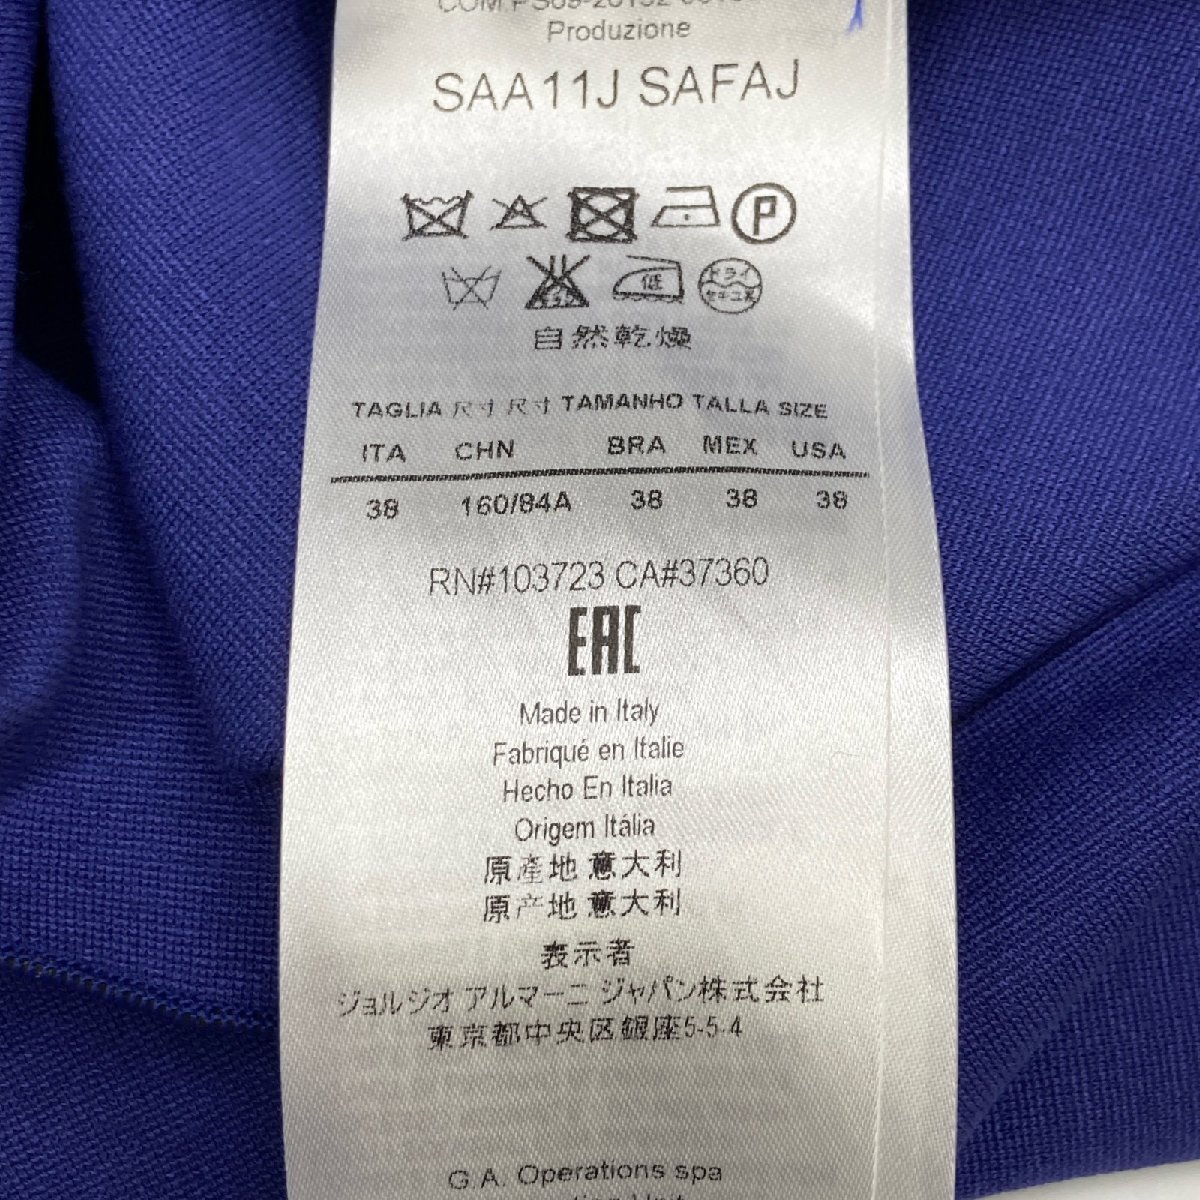 Produzione
SAA11J SAFAJ
P
低 ドライ
自然乾燥
TAGLIA 尺寸 尺寸 TAMANHO TALLA SIZE
ITA CHN BRA MEX USA
38 160/84A 38 38 38
RN#103723 CA#37360
EAC
Made in Italy
Fabriqué en Italie
Hecho En Italia
Origem Itália
原產地 意大利
原产地 意大利
表示者
ジョルジオ アルマーニ ジャパン株式会社
東京都中央区銀座5-5-4
G.A. Operations spa